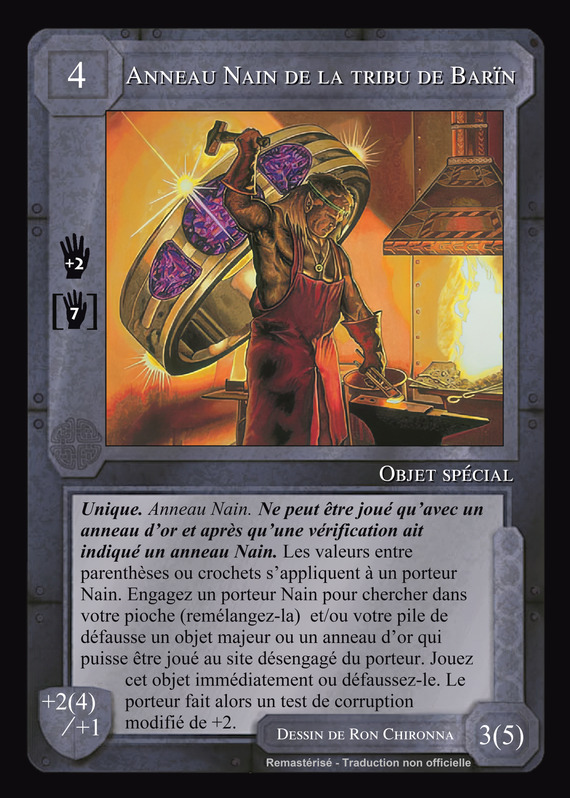 4
Anneau Nain de la tribu de Barïn
+2
[7]
Objet spécial
Unique. Anneau Nain. Ne peut être joué qu’avec un
anneau d’or et après qu’une vérification ait
indiqué un anneau Nain. Les valeurs entre
parenthèses ou crochets s’appliquent à un porteur
Nain. Engagez un porteur Nain pour chercher dans
votre pioche (remélangez-la) et/ou votre pile de
défausse un objet majeur ou un anneau d’or qui
puisse être joué au site désengagé du porteur. Jouez
cet objet immédiatement ou défaussez-le. Le
porteur fait alors un test de corruption
modifié de +2.
+2(4)
/+1
Dessin de Ron Chironna
3(5)
Remastérisé - Traduction non officielle